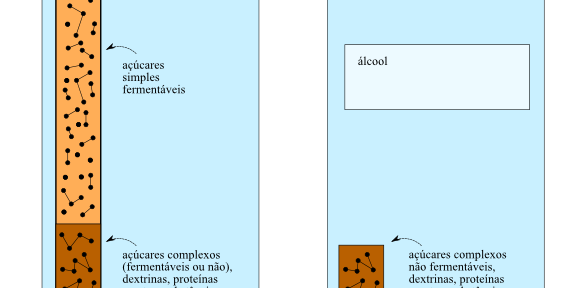 açúcares
simples
fermentáveis
álcool
açúcares complexos
(fermentáveis ou não),
dextrinas, proteínas
açúcares complexos
não fermentáveis,
dextrinas, proteínas